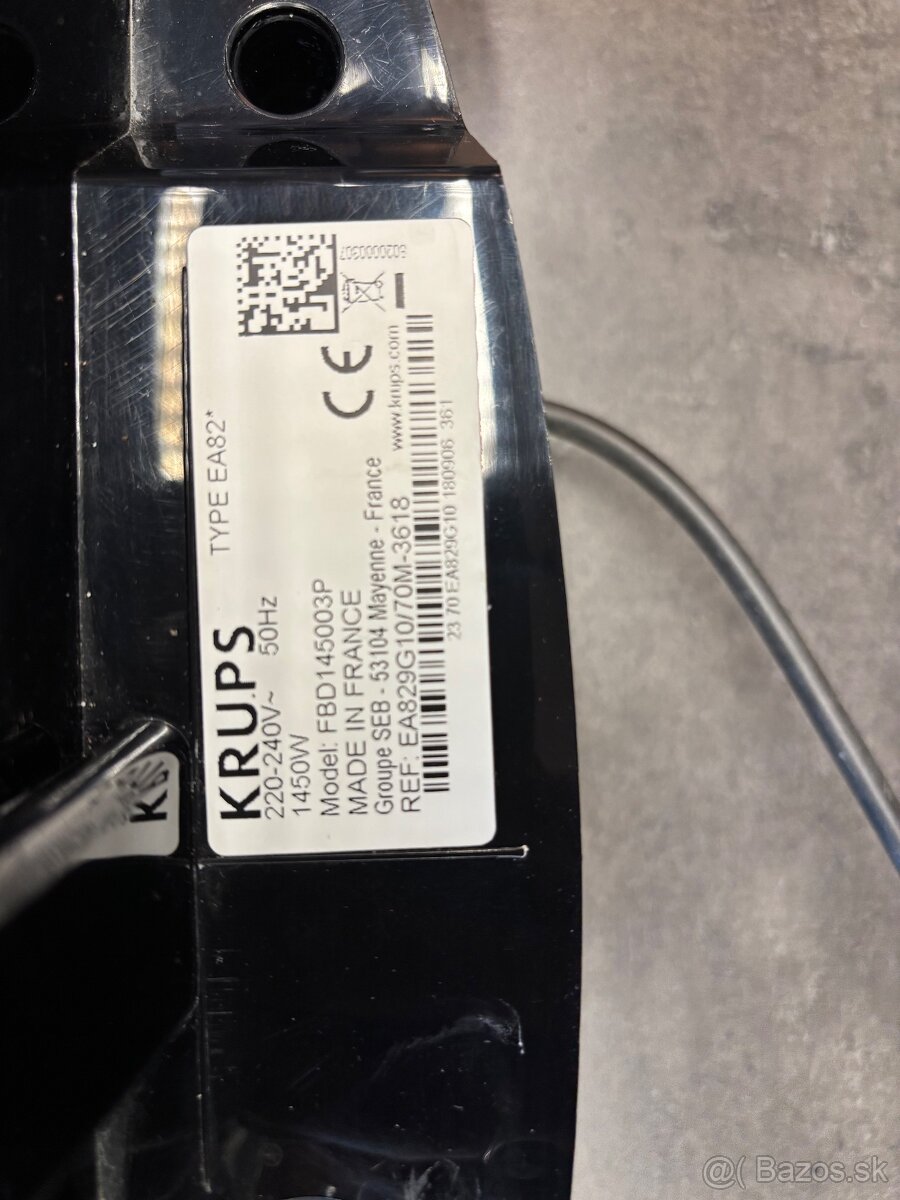 KRUPS TYPE EA82*
220-240V~ 50Hz
1450W
Model: FBD145003P
MADE IN FRANCE
Groupe SEB - 53104 Mayenne - France www.krups.com
REF: EA829G10/70M-3618
23 70 EA829G10 180906 361
8020000307
CE
K
@( Bazos.sk